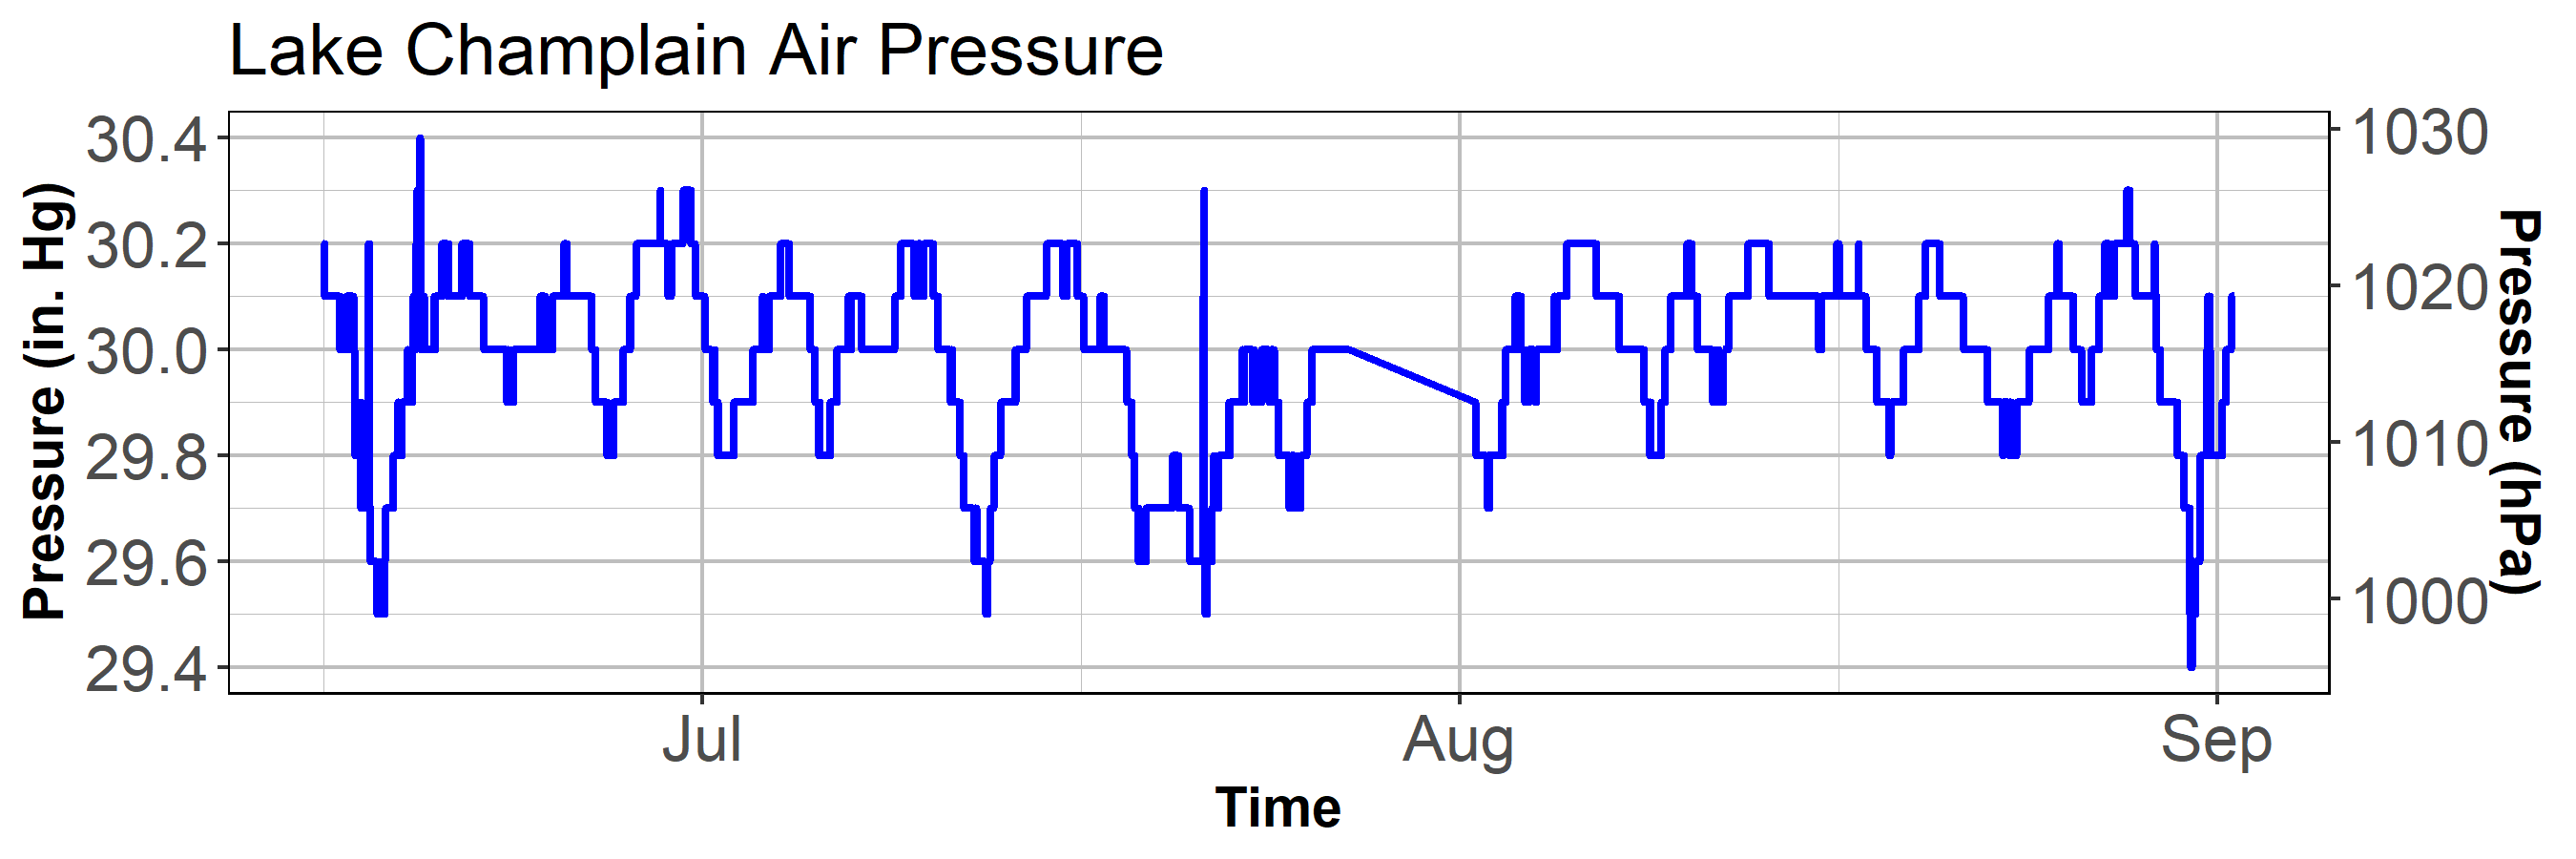 Lake Champlain Air Pressure
Pressure (in. Hg)
30.4
30.2
30.0
29.8
29.6
29.4
1030
1020
1010
1000
Pressure (hPa)
Jul
Aug
Sep
Time